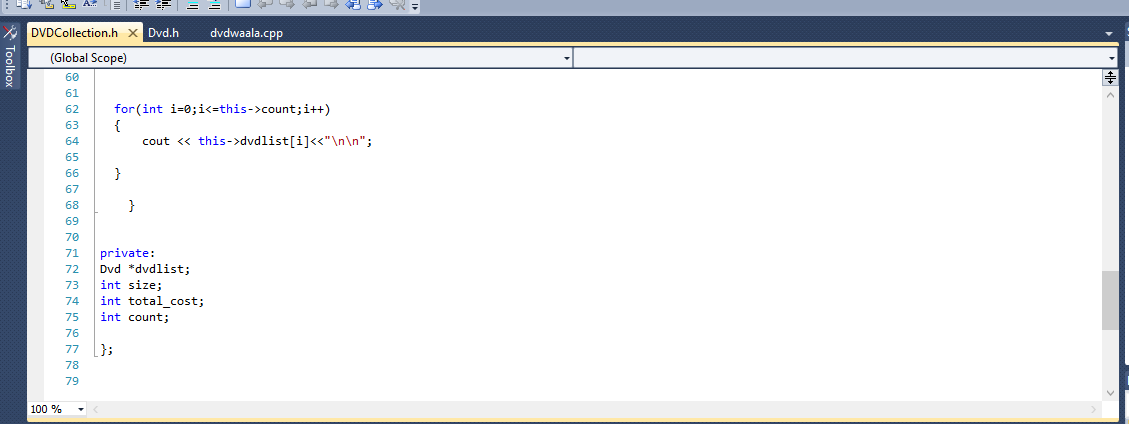 DVDCollection.h Dvd.h dvdwaala.cpp
Toolbox
(Global Scope)
60
61
62 for(int i=0;i<=this->count;i++)
63 {
64 cout << this->dvdlist[i]<<"\n\n";
65
66 }
67
68 }
69
70
71 private:
72 Dvd *dvdlist;
73 int size;
74 int total_cost;
75 int count;
76
77 };
78
79
100 %